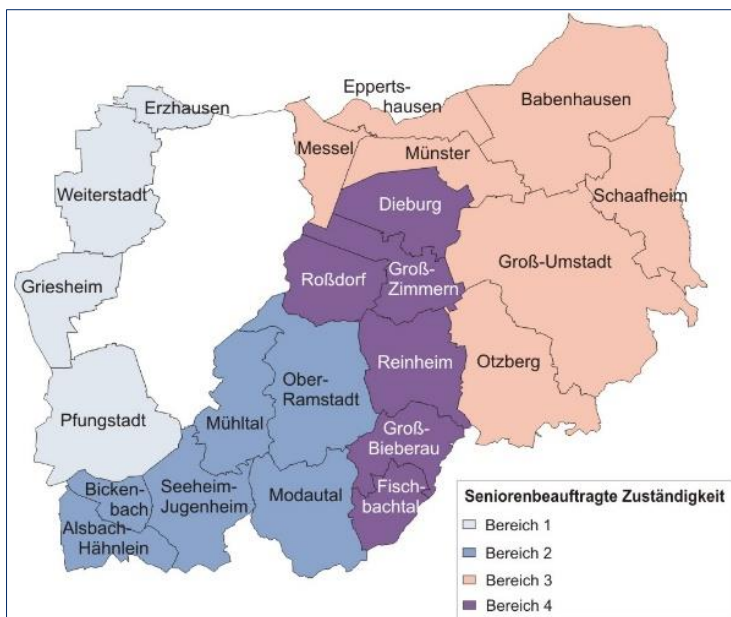 Epperts-
hausen
Babenhausen
Erzhausen
Messel
Münster
Weiterstadt
Schaafheim
Dieburg
Groß-Umstadt
Griesheim
Roßdorf
Groß-
Zimmern
Reinheim
Otzberg
Ober-
Ramstadt
Pfungstadt
Mühltal
Groß-
Bieberau
Bicken-
bach
Seeheim-
Jugenheim
Modautal
Fisch-
bachtal
Alsbach-
Hähnlein
Seniorenbeauftragte Zuständigkeit
Bereich 1
Bereich 2
Bereich 3
Bereich 4